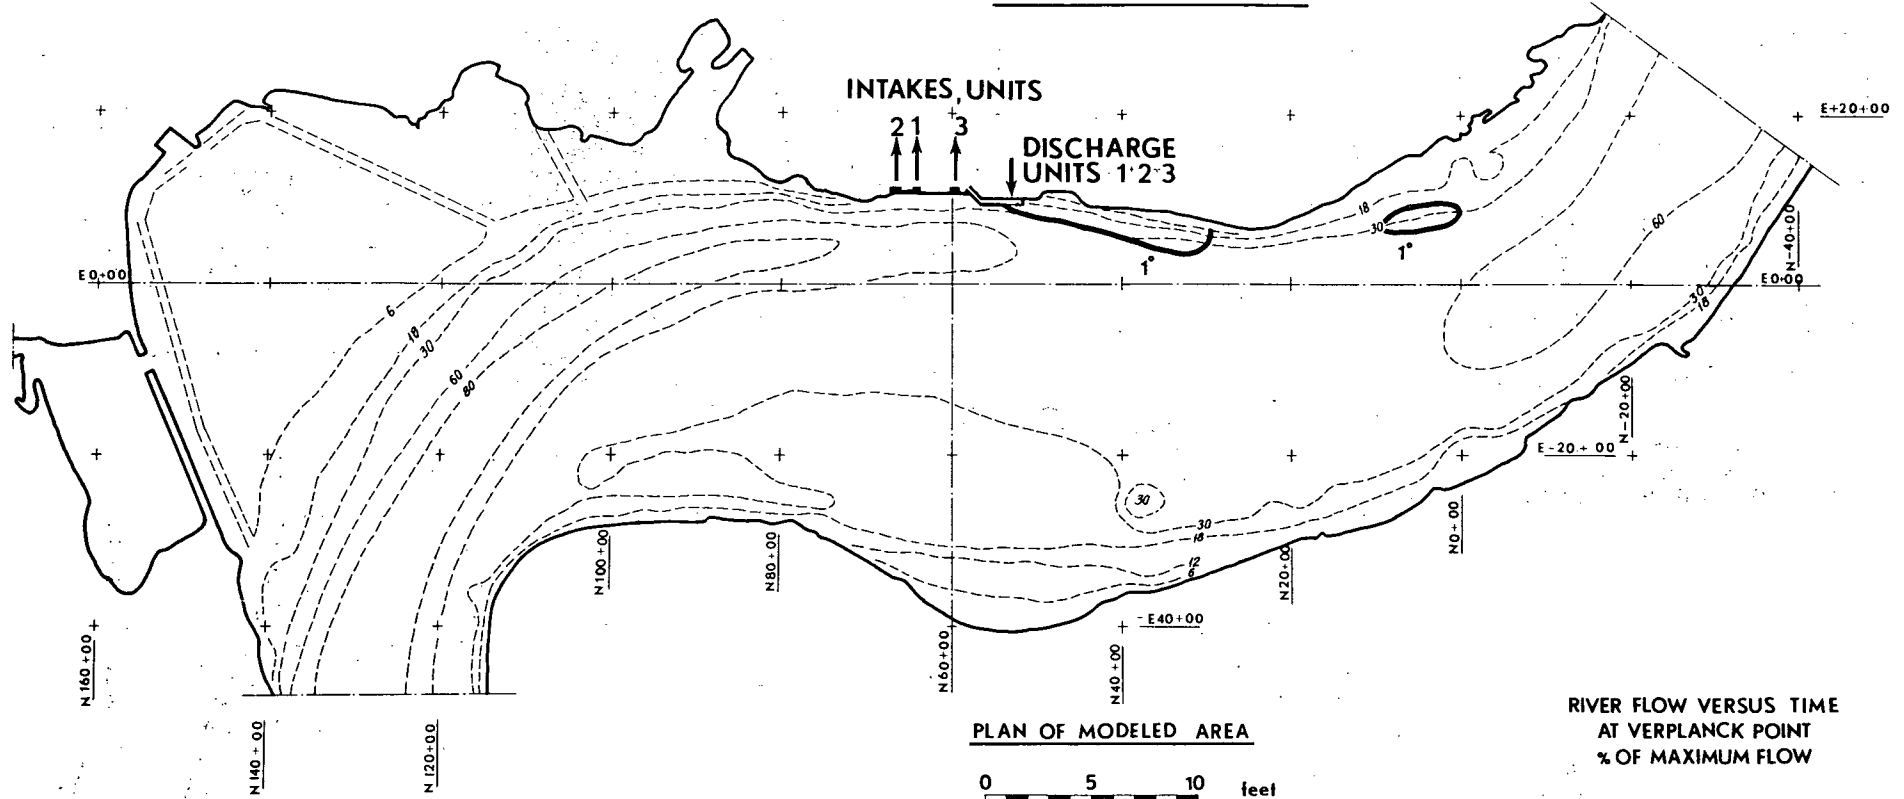 INTAKES, UNITS
2 1 3
DISCHARGE
UNITS 1·2·3
E+20+00
18
30
1°
1°
60
N-40+00
E 0+00
E0+00
6
18
30
60
80
30
18
N-20+00
E-20+00
30
30
18
12
6
N100+00
N80+00
N20+00
N0+00
-E40+00
N160+00
N60+00
N40+00
N140+00
N120+00
PLAN OF MODELED AREA
0 5 10 feet
RIVER FLOW VERSUS TIME
AT VERPLANCK POINT
% OF MAXIMUM FLOW